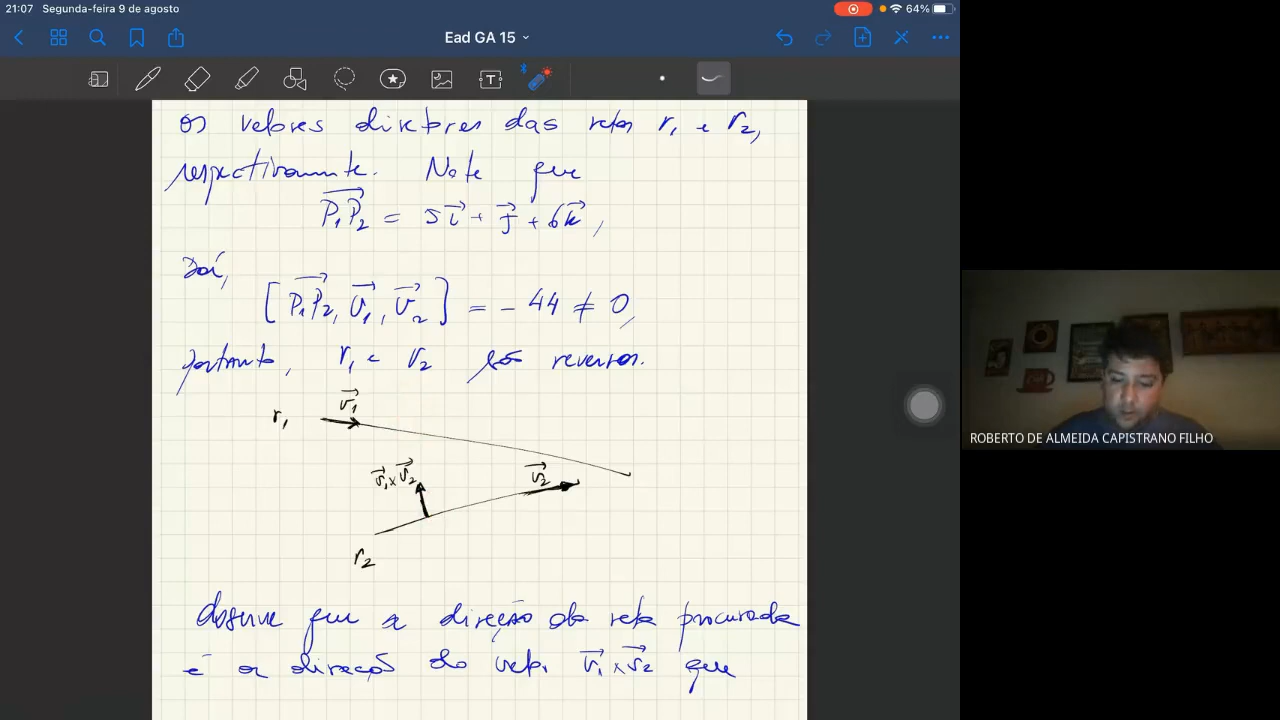 21:07 Segunda-feira 9 de agosto
64%
Ead GA 15
T
os vetores diretores das retas r₁ e r₂,
respectivamente. Note que
P₁P₂ = 5i + j + 6k,
Daí,
[P₁P₂, v₁, v₂] = - 44 ≠ 0,
portanto, r₁ e r₂ são reversas.
r₁
v₁
v₁ × v₂
v₂
r₂
Observe que a direção da reta procurada
é a direção do vetor v₁ × v₂ que
ROBERTO DE ALMEIDA CAPISTRANO FILHO